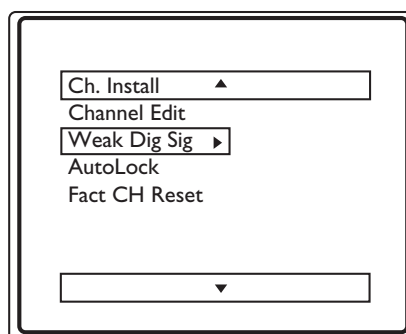 Ch. Install
Channel Edit
Weak Dig Sig
AutoLock
Fact CH Reset